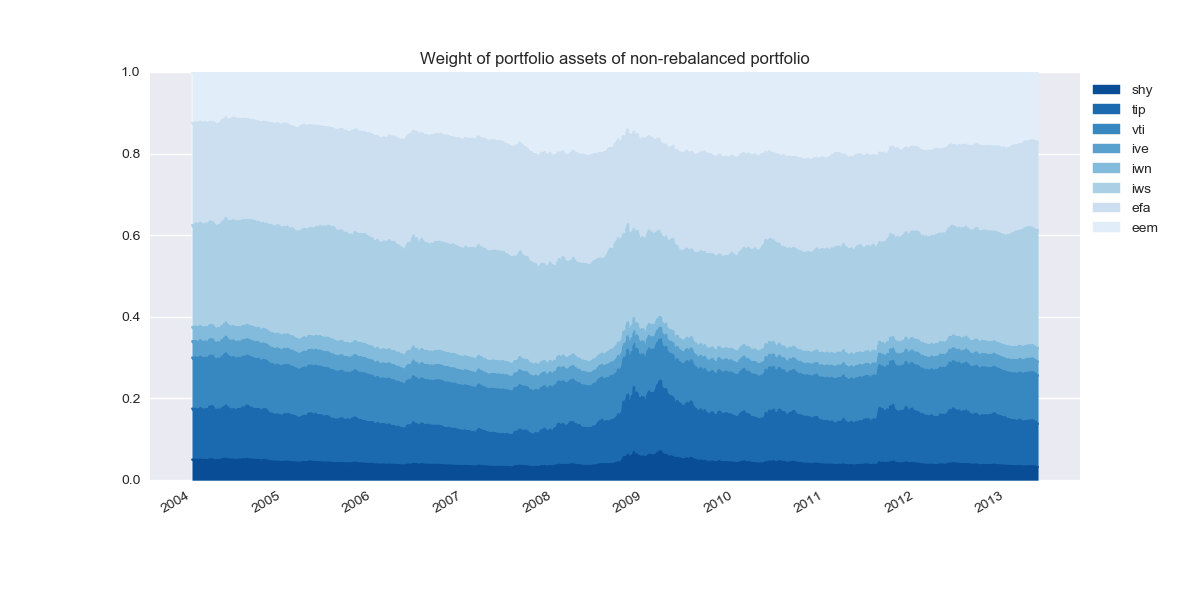 Weight of portfolio assets of non-rebalanced portfolio
1.0
0.8
0.6
0.4
0.2
0.0
2004
2005
2006
2007
2008
2009
2010
2011
2012
2013
shy
tip
vti
ive
iwn
iws
efa
eem